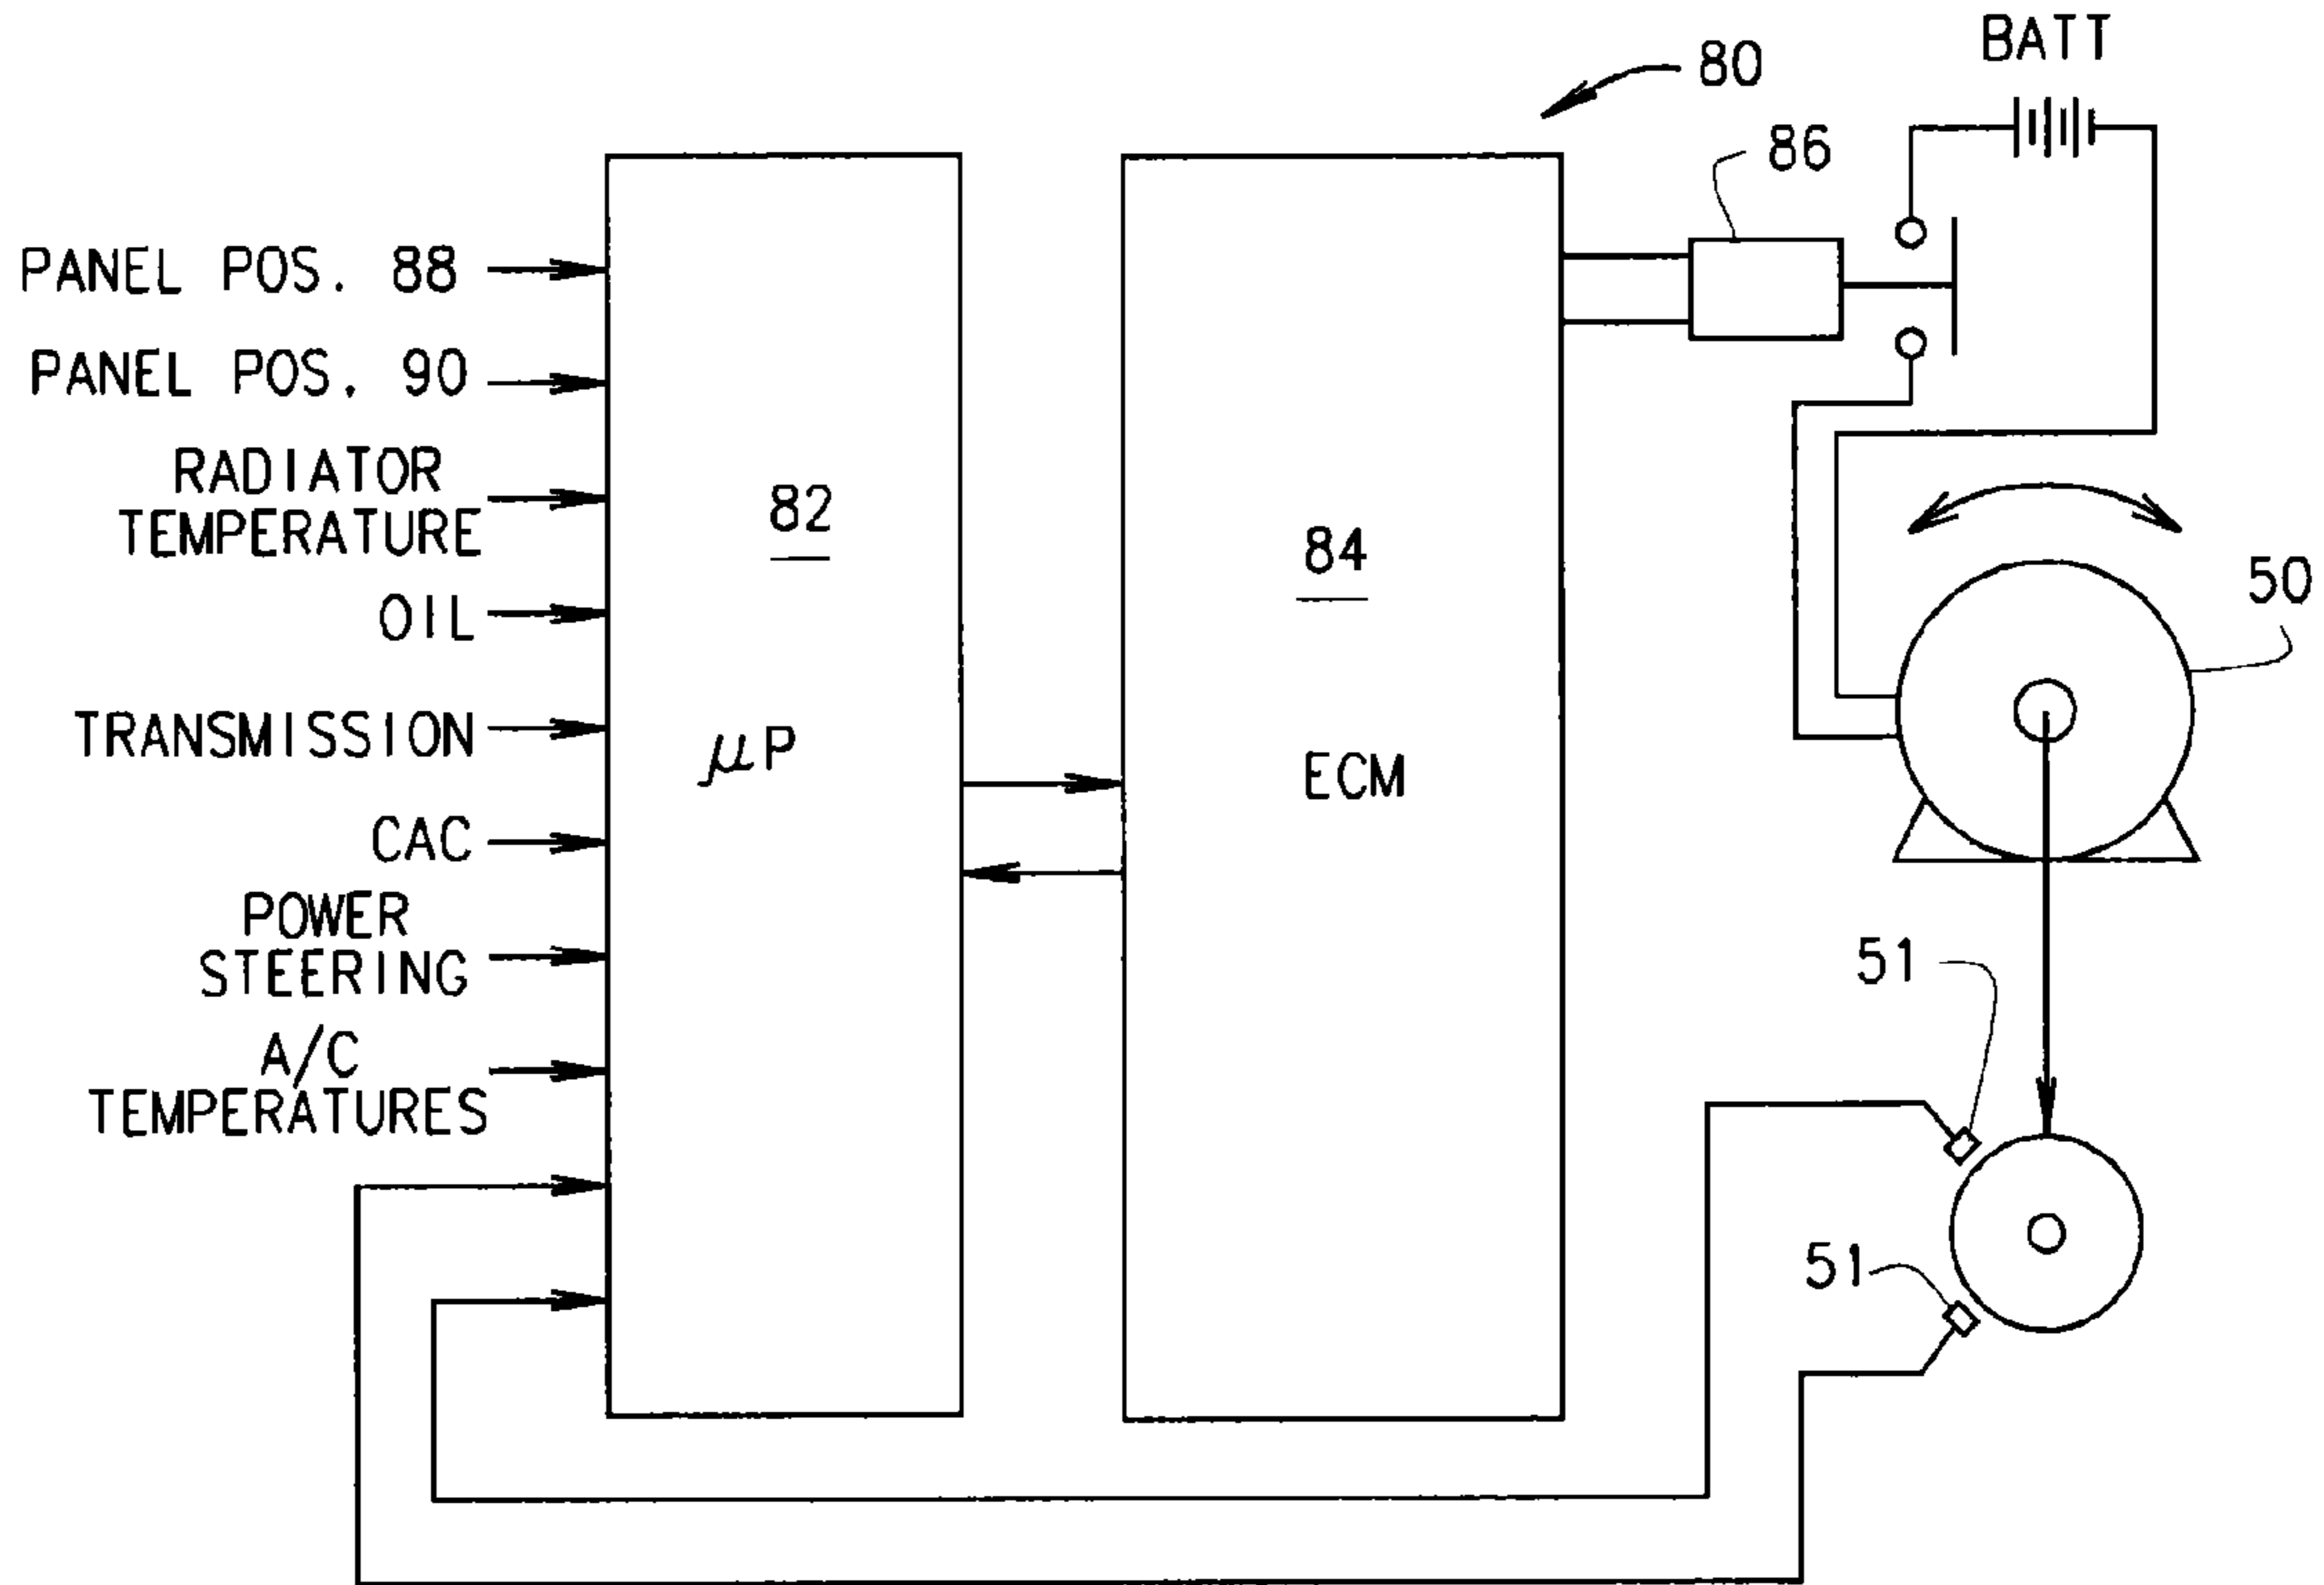 BATT
80
86
PANEL POS. 88
PANEL POS. 90
RADIATOR
TEMPERATURE
82
84
OIL
50
TRANSMISSION
μP
ECM
CAC
POWER
STEERING
51
A/C
TEMPERATURES
51